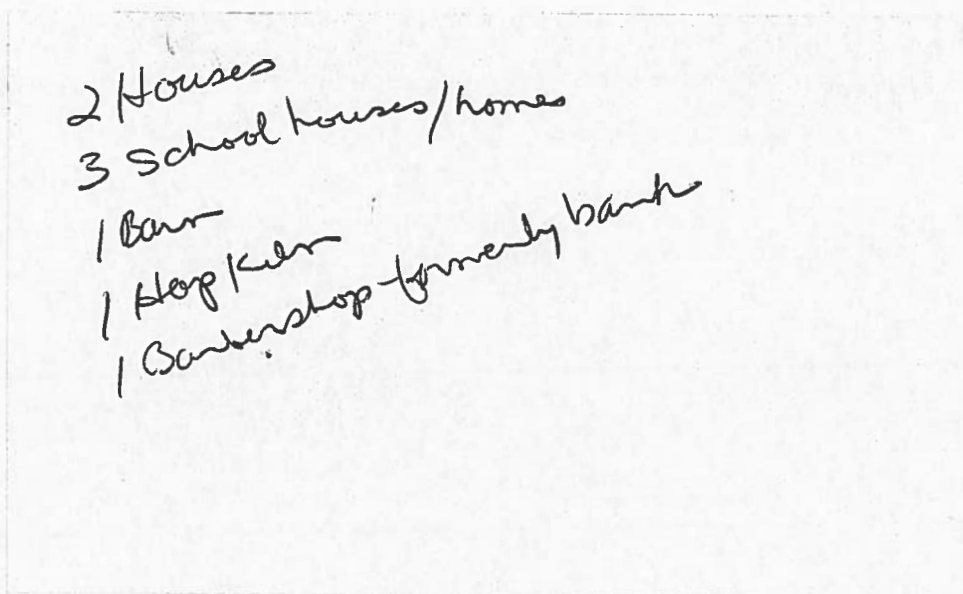 2 Houses
3 School houses/homes
1 Barn
1 Hop Kiln
1 Barbershop - formerly bank